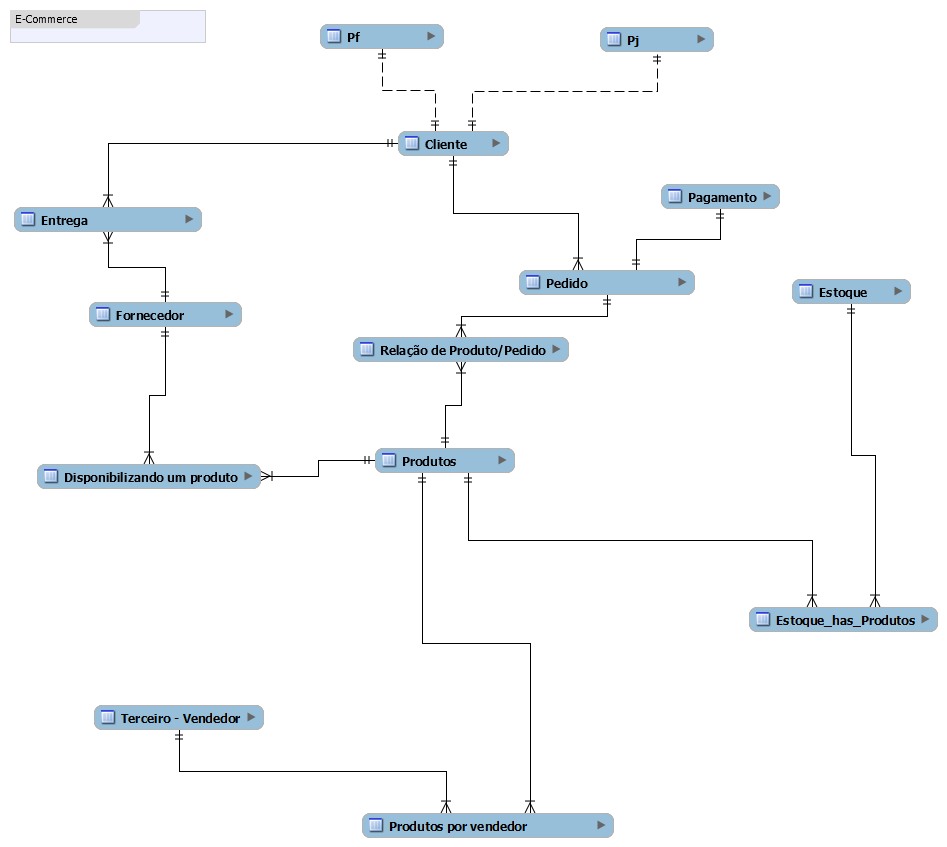 E-Commerce
Pf
Pj
Cliente
Pagamento
Entrega
Pedido
Estoque
Fornecedor
Relação de Produto/Pedido
Produtos
Disponibilizando um produto
Estoque_has_Produtos
Terceiro - Vendedor
Produtos por vendedor